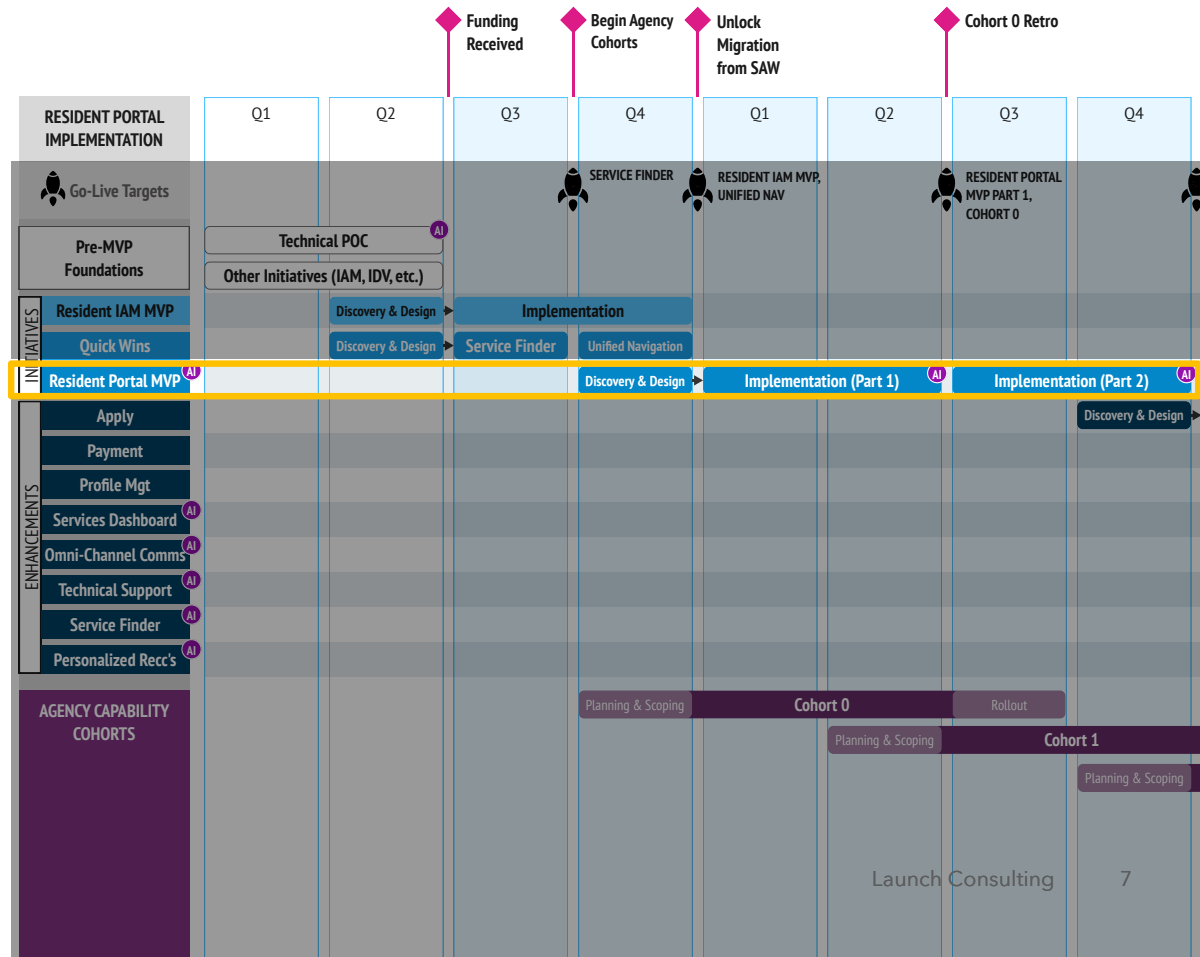 Funding
Received
Begin Agency
Cohorts
Unlock
Migration
from SAW
Cohort 0 Retro
RESIDENT PORTAL
IMPLEMENTATION
Q1
Q2
Q3
Q4
Q1
Q2
Q3
Q4
Go-Live Targets
SERVICE FINDER
RESIDENT IAM MVP,
UNIFIED NAV
RESIDENT PORTAL
MVP PART 1,
COHORT 0
Pre-MVP
Foundations
Technical POC
AI
Other Initiatives (IAM, IDV, etc.)
INITIATIVES
Resident IAM MVP
Discovery & Design
Implementation
Quick Wins
Discovery & Design
Service Finder
Unified Navigation
Resident Portal MVP
AI
Discovery & Design
Implementation (Part 1)
AI
Implementation (Part 2)
AI
ENHANCEMENTS
Apply
Discovery & Design
Payment
Profile Mgt
Services Dashboard
AI
Omni-Channel Comms
AI
Technical Support
AI
Service Finder
AI
Personalized Recc's
AI
AGENCY CAPABILITY
COHORTS
Planning & Scoping
Cohort 0
Rollout
Planning & Scoping
Cohort 1
Planning & Scoping
Launch Consulting
7